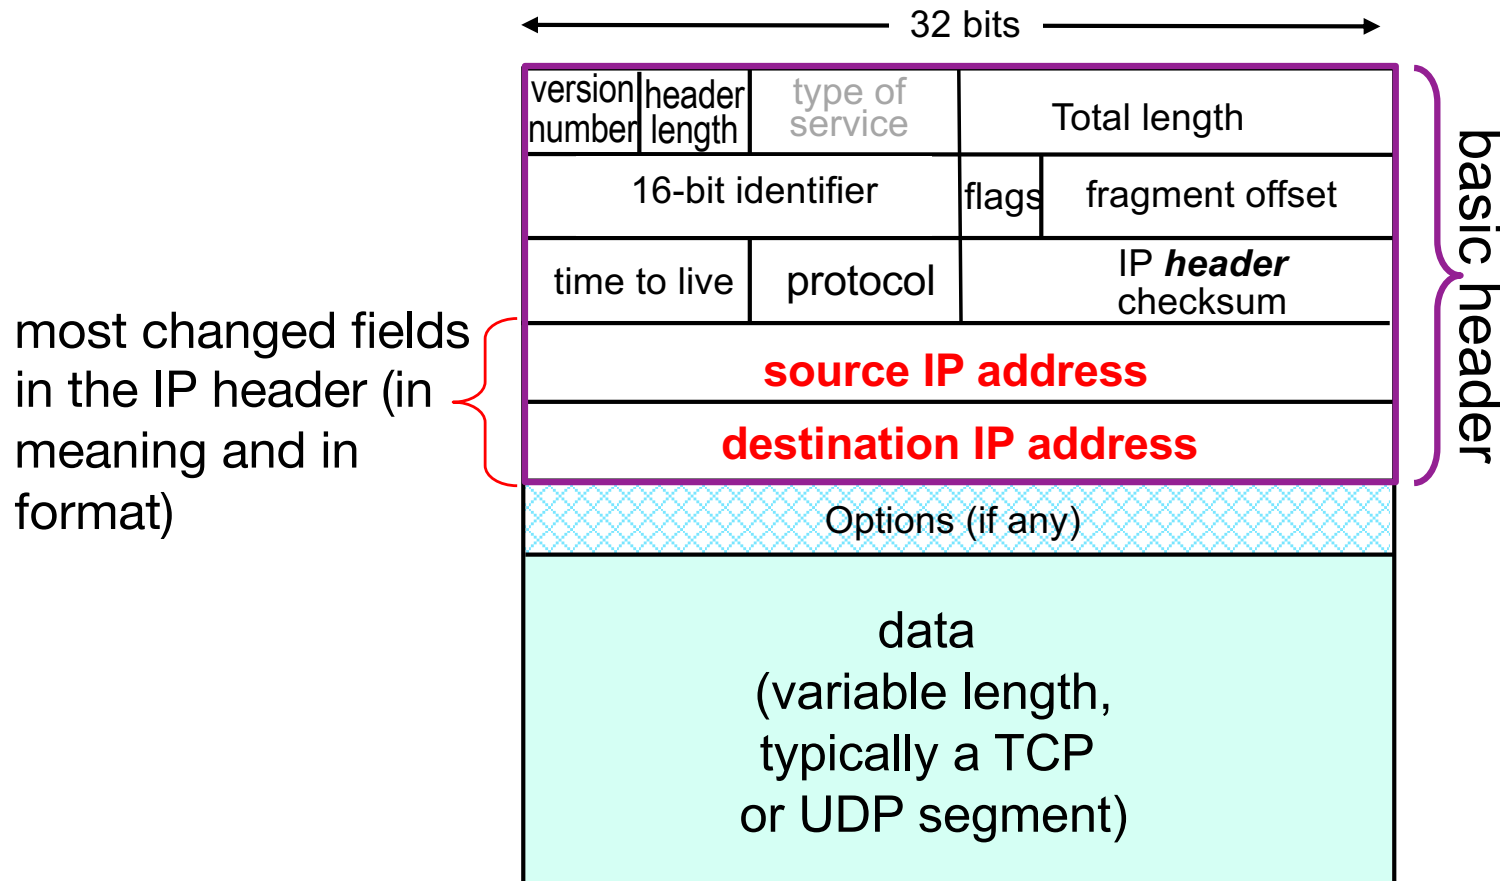 32 bits
version
number
header
length
type of
service
Total length
16-bit identifier
flags
fragment offset
time to live
protocol
IP header
checksum
source IP address
destination IP address
Options (if any)
data
(variable length,
typically a TCP
or UDP segment)
most changed fields
in the IP header (in
meaning and in
format)
basic header